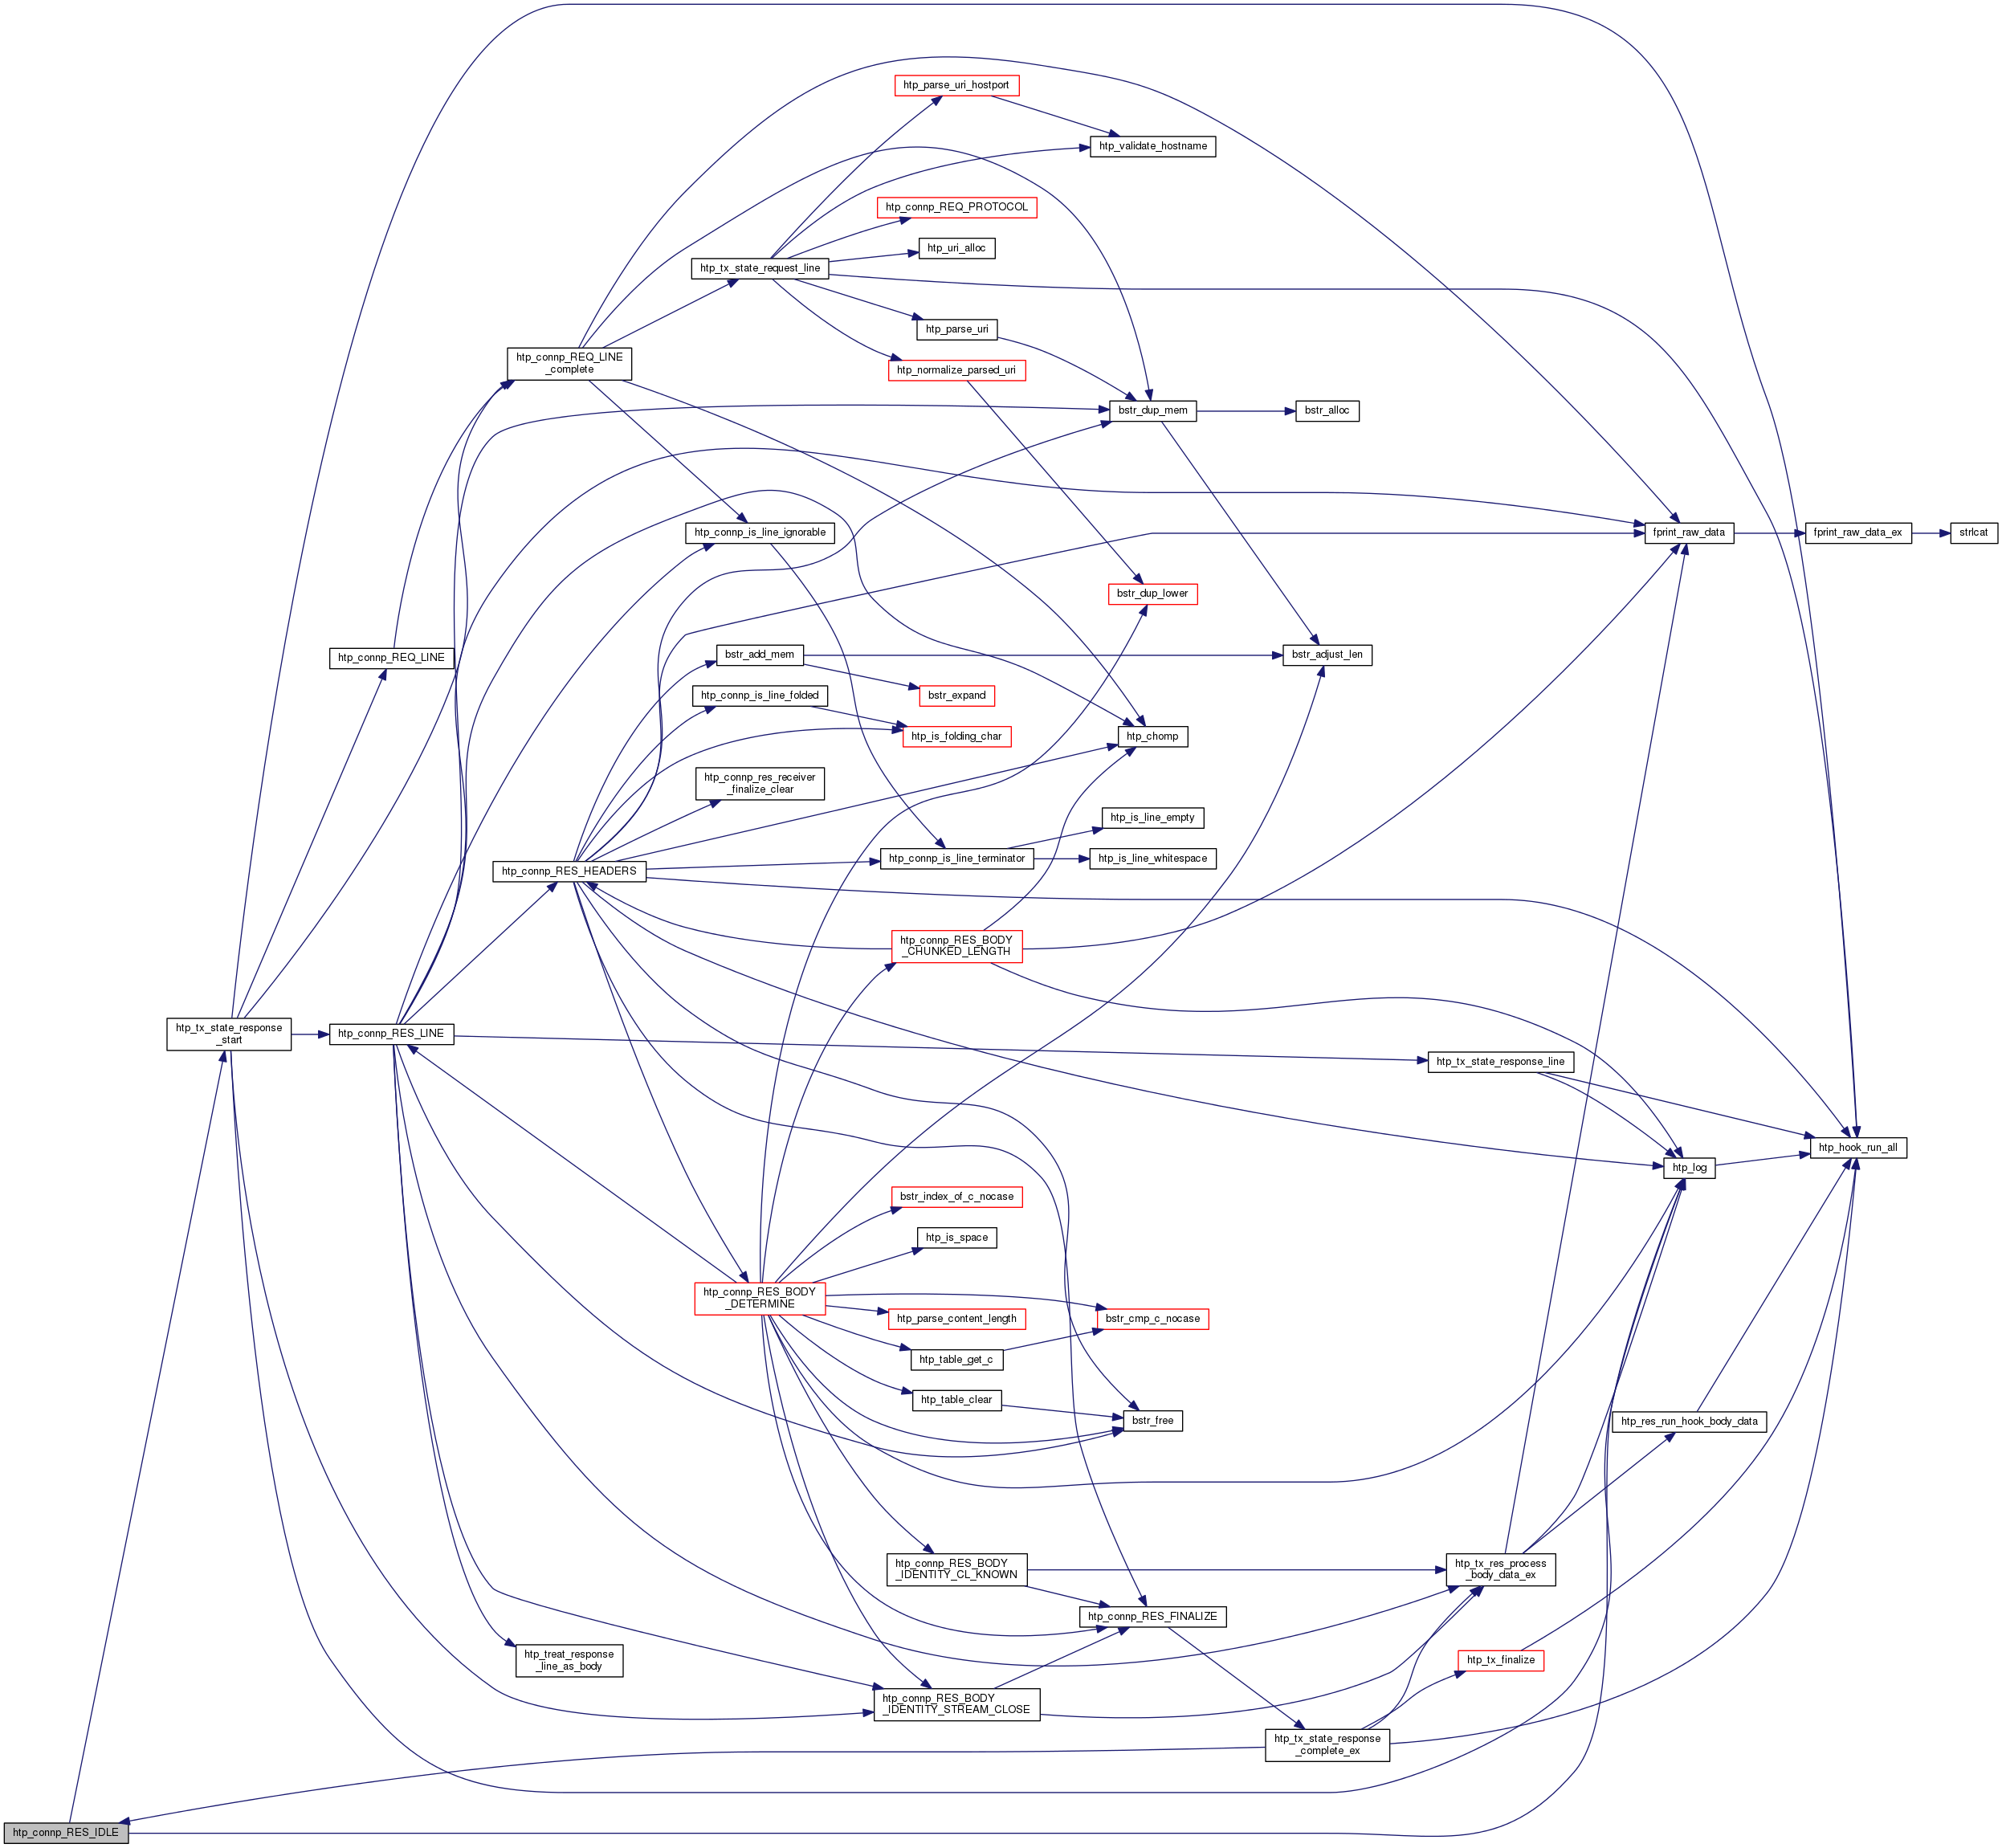 htp_parse_uri_hostport
htp_validate_hostname
htp_connp_REQ_PROTOCOL
htp_uri_alloc
htp_tx_state_request_line
htp_parse_uri
htp_connp_REQ_LINE
_complete
htp_normalize_parsed_uri
bstr_dup_mem
bstr_alloc
htp_connp_is_line_ignorable
fprint_raw_data
fprint_raw_data_ex
strlcat
bstr_dup_lower
htp_connp_REQ_LINE
bstr_add_mem
bstr_adjust_len
htp_connp_is_line_folded
bstr_expand
htp_is_folding_char
htp_chomp
htp_connp_res_receiver
_finalize_clear
htp_is_line_empty
htp_connp_is_line_terminator
htp_is_line_whitespace
htp_connp_RES_HEADERS
htp_connp_RES_BODY
_CHUNKED_LENGTH
htp_tx_state_response
_start
htp_connp_RES_LINE
htp_tx_state_response_line
htp_hook_run_all
htp_log
bstr_index_of_c_nocase
htp_is_space
htp_connp_RES_BODY
_DETERMINE
htp_parse_content_length
bstr_cmp_c_nocase
htp_table_get_c
htp_table_clear
bstr_free
htp_res_run_hook_body_data
htp_connp_RES_BODY
_IDENTITY_CL_KNOWN
htp_tx_res_process
_body_data_ex
htp_connp_RES_FINALIZE
htp_treat_response
_line_as_body
htp_tx_finalize
htp_connp_RES_BODY
_IDENTITY_STREAM_CLOSE
htp_tx_state_response
_complete_ex
htp_connp_RES_IDLE